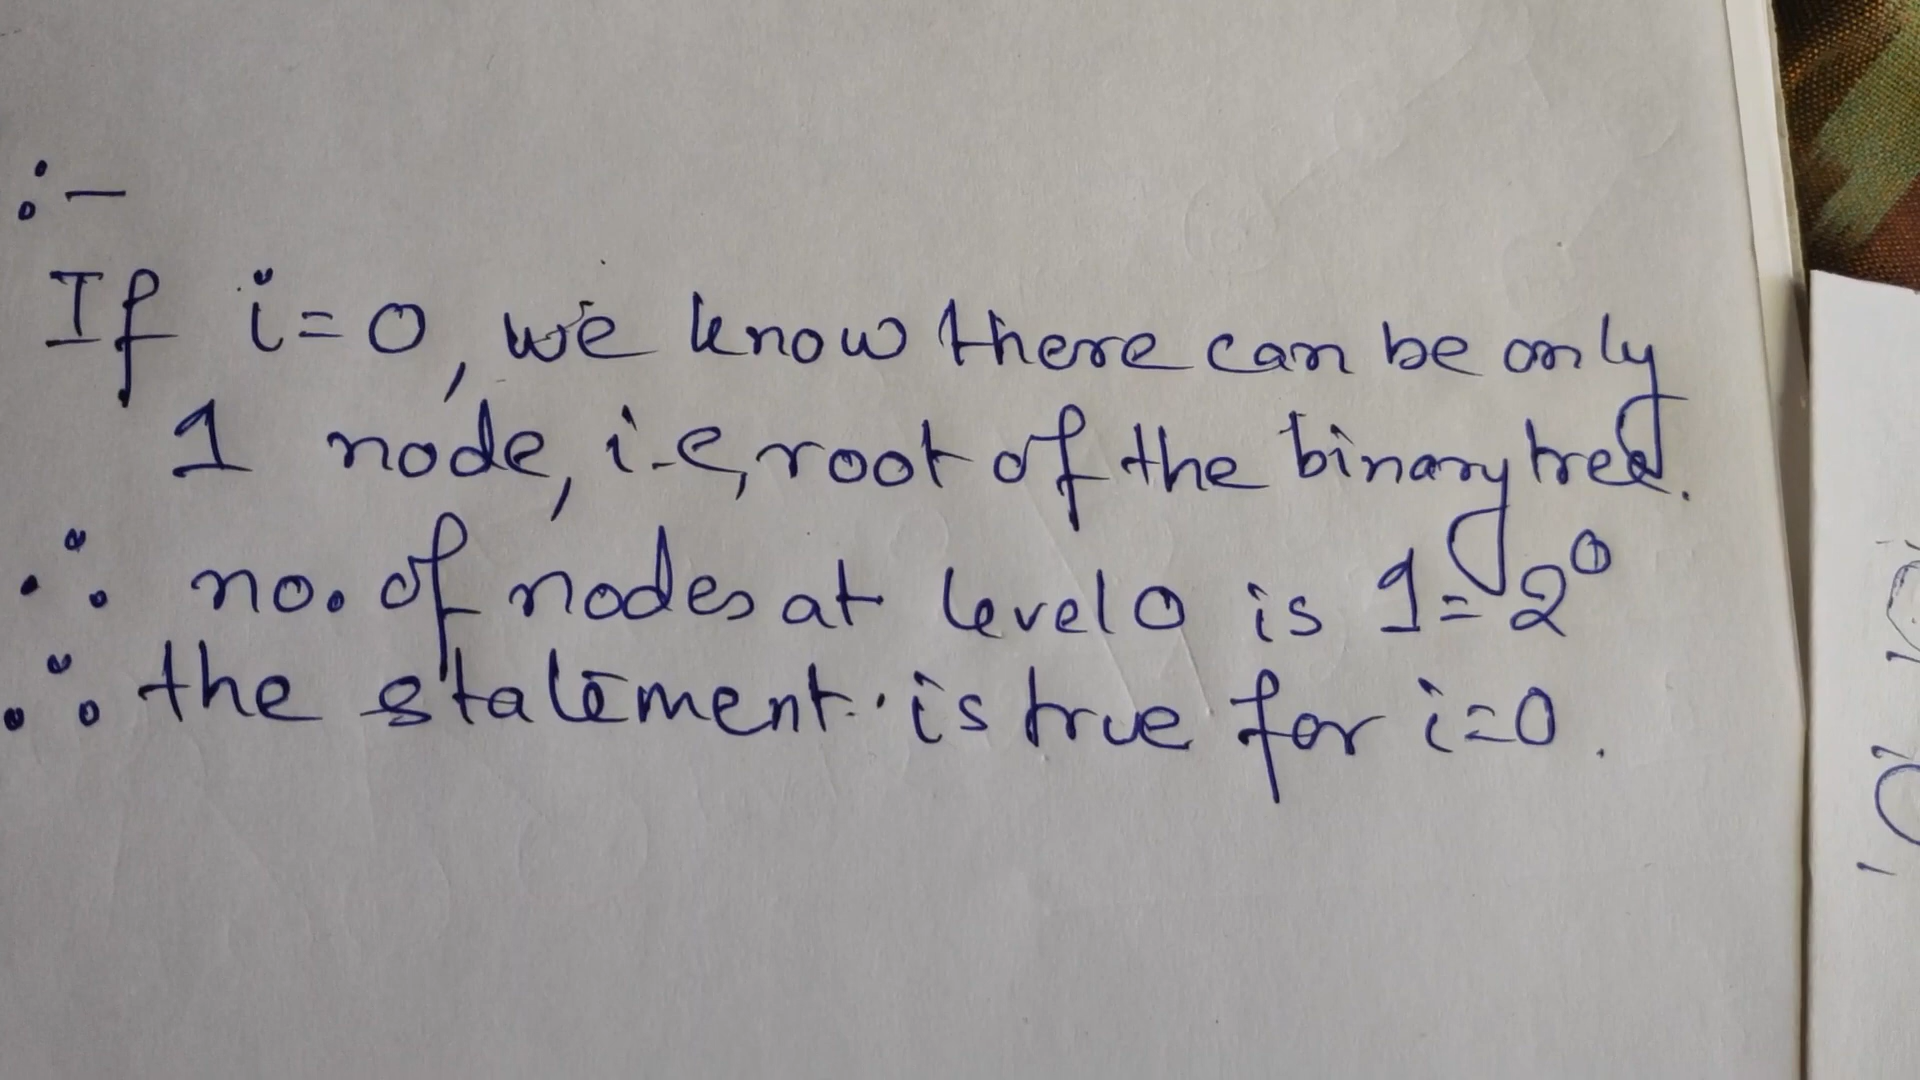 :-
If i=0, we know there can be only
1 node, i.e, root of the binary tree.
∴ no. of nodes at level 0 is 1=2⁰
∴ the statement is true for i=0.